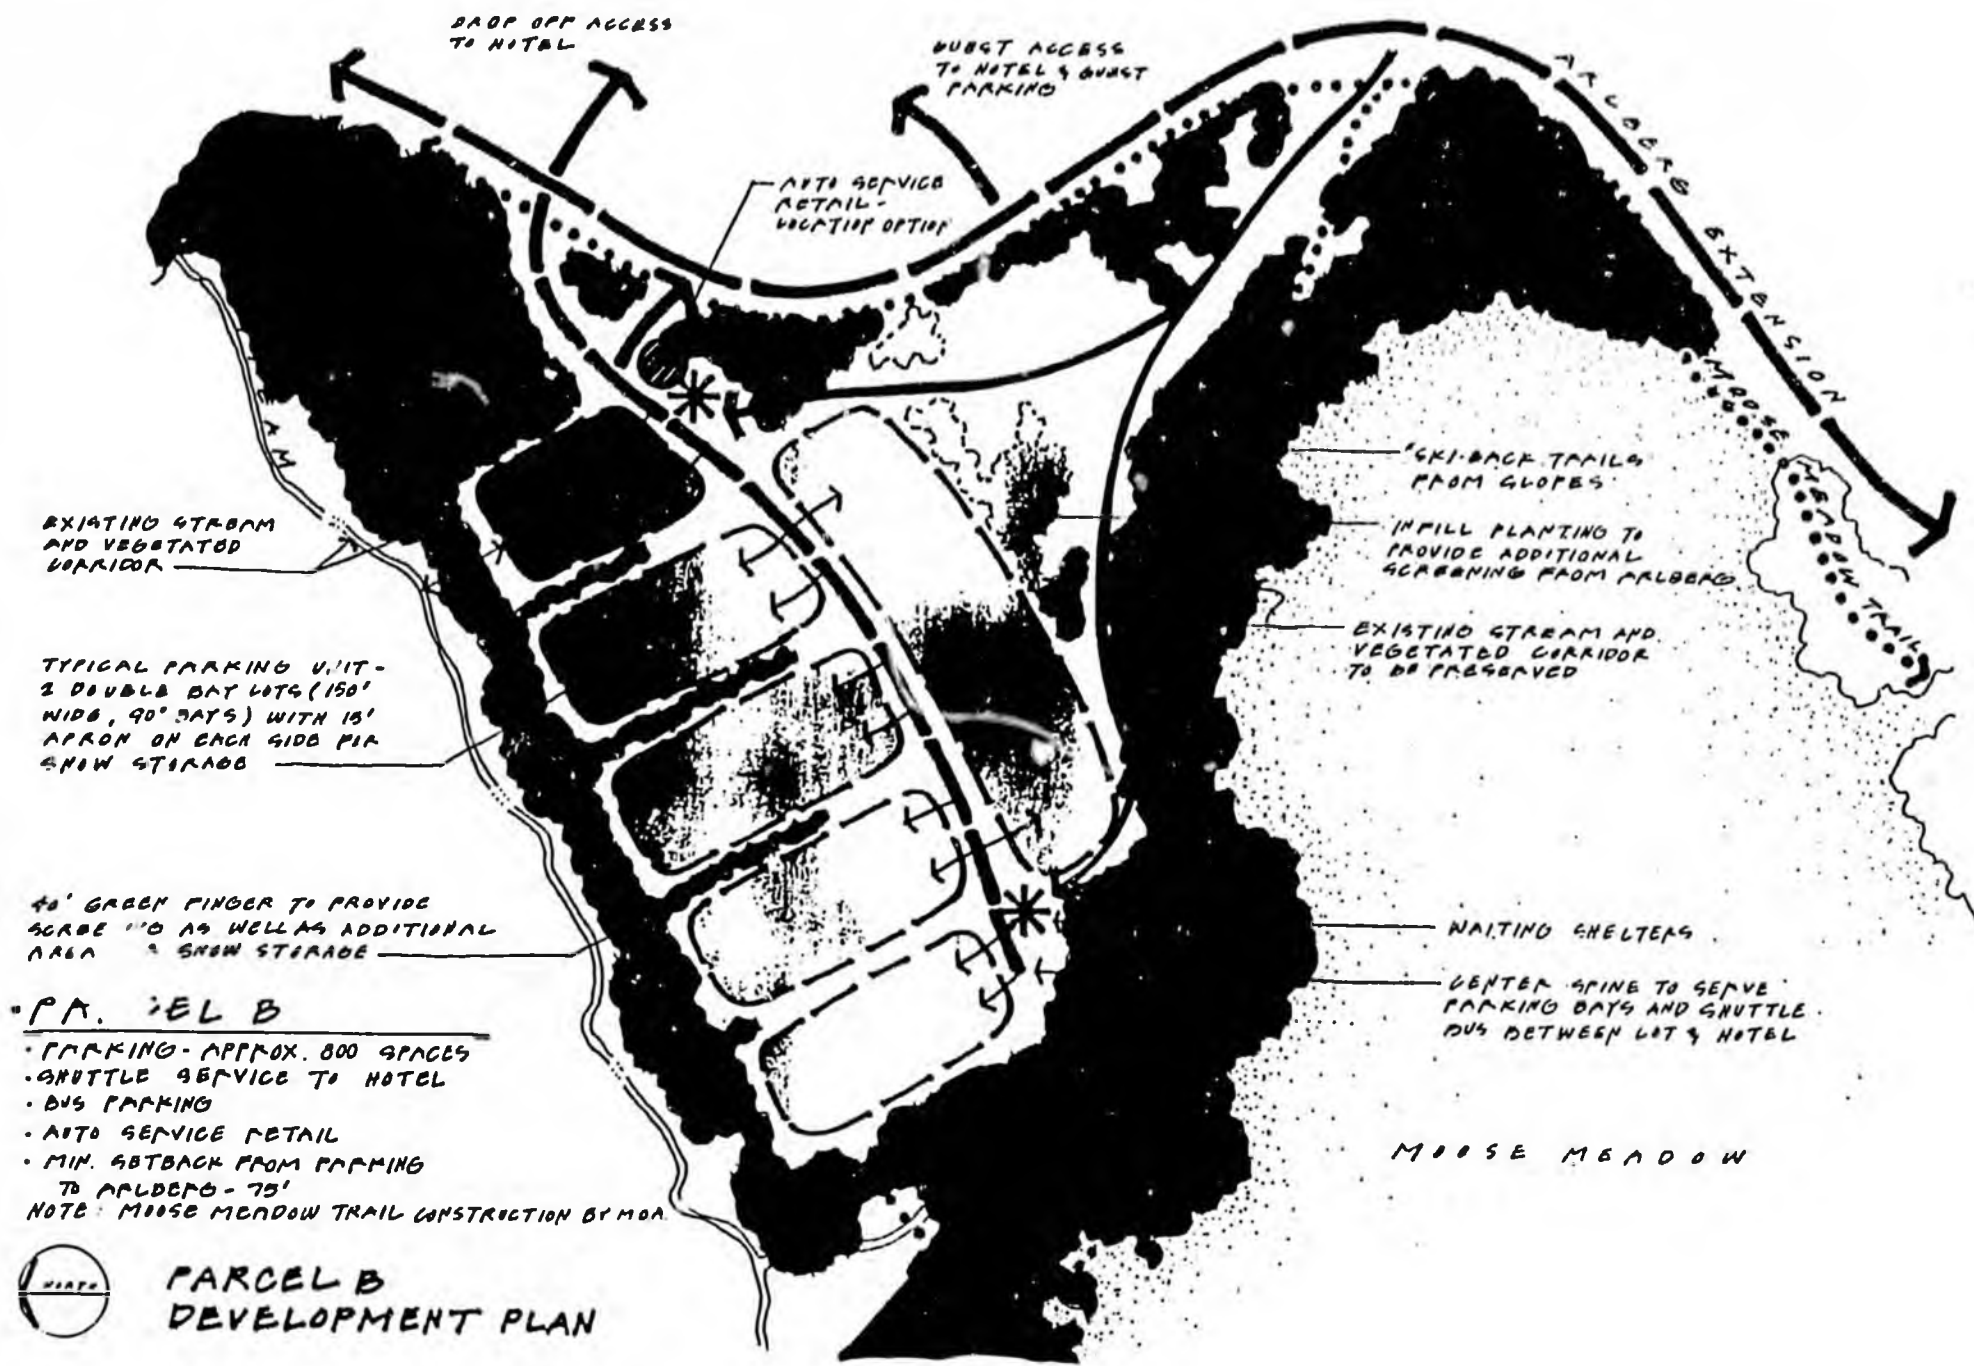 DROP OFF ACCESS
TO HOTEL
GUEST ACCESS
TO HOTEL & GUEST
PARKING
ARLBERG EXTENSION
AUTO SERVICE
RETAIL -
LOCATION OPTION
MOOSE MEADOW TRAIL
EXISTING STREAM
AND VEGETATED
CORRIDOR
"SKI-BACK TRAILS
FROM SLOPES
INFILL PLANTING TO
PROVIDE ADDITIONAL
SCREENING FROM ARLBERG
EXISTING STREAM AND
VEGETATED CORRIDOR
TO BE PRESERVED
TYPICAL PARKING UNIT -
2 DOUBLE BAY LOTS (150'
WIDE, 90° BAYS) WITH 15'
APRON ON EACH SIDE FOR
SNOW STORAGE
40' GREEN FINGER TO PROVIDE
AS WELL AS ADDITIONAL
AREA SNOW STORAGE
WAITING SHELTERS
CENTER SPINE TO SERVE
PARKING BAYS AND SHUTTLE
BUS BETWEEN LOT & HOTEL
MOOSE MEADOW
B
• PARKING - APPROX. 800 SPACES
• SHUTTLE SERVICE TO HOTEL
• BUS PARKING
• AUTO SERVICE RETAIL
• MIN. SETBACK FROM PARKING
TO ARLBERG - 75'
NOTE: MOOSE MEADOW TRAIL CONSTRUCTION BY MOA
NORTH
PARCEL B
DEVELOPMENT PLAN